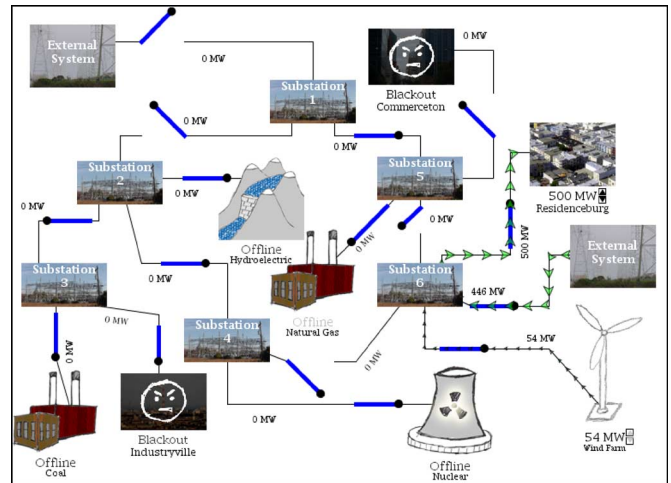 External
System
0 MW
0 MW
Substation
1
Blackout
Commerceton
0 MW
0 MW
0 MW
Substation
2
0 MW
Substation
5
500 MW
Residenceburg
0 MW
Offline
Hydroelectric
0 MW
0 MW
500 MW
External
System
Substation
3
Offline
Natural Gas
Substation
6
446 MW
0 MW
0 MW
Substation
4
54 MW
0 MW
0 MW
0 MW
Blackout
Industryville
Offline
Coal
Offline
Nuclear
54 MW
Wind Farm